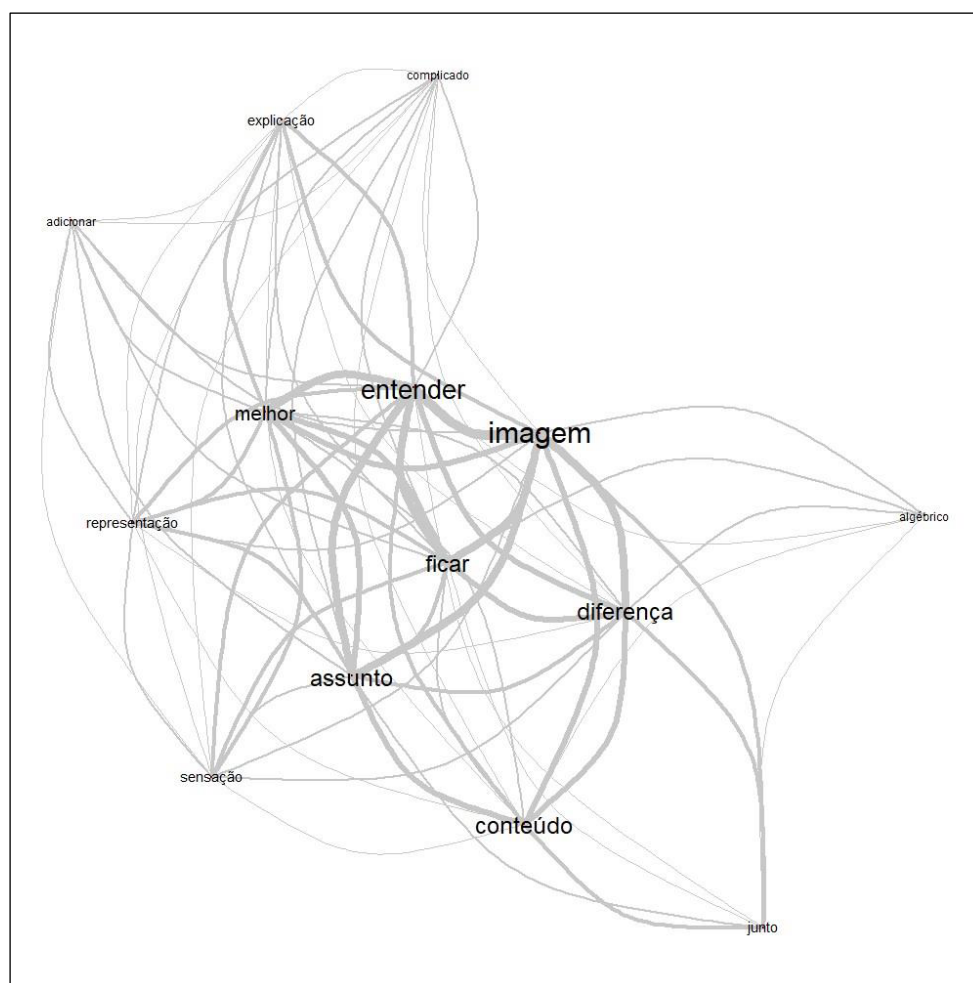 complicado
explicação
adicionar
entender
melhor
imagem
representação
algébrico
ficar
diferença
assunto
sensação
conteúdo
junto